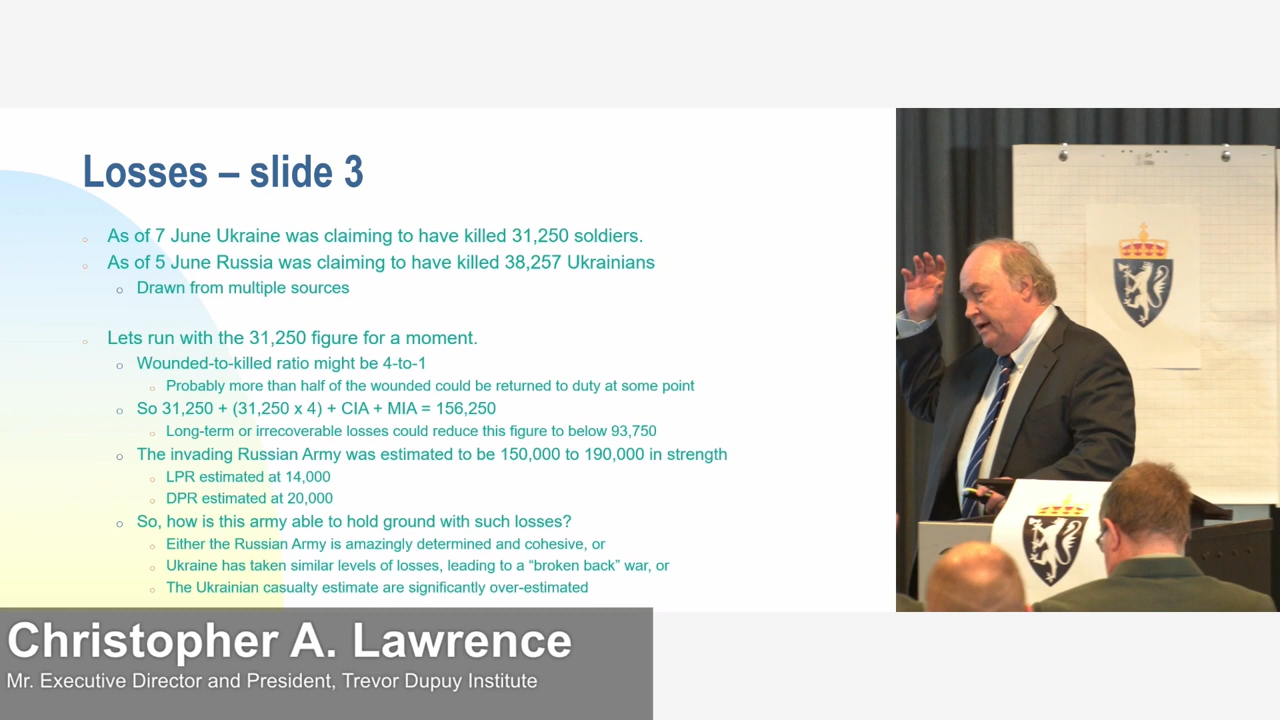 Losses – slide 3
As of 7 June Ukraine was claiming to have killed 31,250 soldiers.
As of 5 June Russia was claiming to have killed 38,257 Ukrainians
Drawn from multiple sources
Lets run with the 31,250 figure for a moment.
Wounded-to-killed ratio might be 4-to-1
Probably more than half of the wounded could be returned to duty at some point
So 31,250 + (31,250 x 4) + CIA + MIA = 156,250
Long-term or irrecoverable losses could reduce this figure to below 93,750
The invading Russian Army was estimated to be 150,000 to 190,000 in strength
LPR estimated at 14,000
DPR estimated at 20,000
So, how is this army able to hold ground with such losses?
Either the Russian Army is amazingly determined and cohesive, or
Ukraine has taken similar levels of losses, leading to a “broken back” war, or
The Ukrainian casualty estimate are significantly over-estimated
Christopher A. Lawrence
Mr. Executive Director and President, Trevor Dupuy Institute